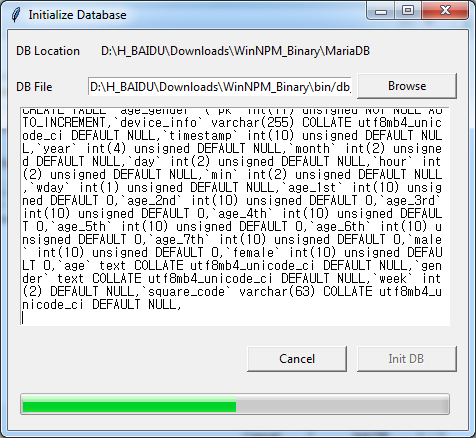 Initialize Database
DB Location D:\H_BAIDU\Downloads\WinNPM_Binary\MariaDB
DB File D:\H_BAIDU\Downloads\WinNPM_Binary\bin/db_ Browse
CREATE TABLE `age_gender` (`pk` int(11) unsigned NOT NULL AU
TO_INCREMENT,`device_info` varchar(255) COLLATE utf8mb4_unic
ode_ci DEFAULT NULL,`timestamp` int(10) unsigned DEFAULT NUL
L,`year` int(4) unsigned DEFAULT NULL,`month` int(2) unsigne
d DEFAULT NULL,`day` int(2) unsigned DEFAULT NULL,`hour` int
(2) unsigned DEFAULT NULL,`min` int(2) unsigned DEFAULT NULL
,`wday` int(1) unsigned DEFAULT NULL,`age_1st` int(10) unsig
ned DEFAULT 0,`age_2nd` int(10) unsigned DEFAULT 0,`age_3rd`
int(10) unsigned DEFAULT 0,`age_4th` int(10) unsigned DEFAUL
T 0,`age_5th` int(10) unsigned DEFAULT 0,`age_6th` int(10) u
nsigned DEFAULT 0,`age_7th` int(10) unsigned DEFAULT 0,`male
` int(10) unsigned DEFAULT 0,`female` int(10) unsigned DEFAU
LT 0,`age` text COLLATE utf8mb4_unicode_ci DEFAULT NULL,`gen
der` text COLLATE utf8mb4_unicode_ci DEFAULT NULL,`week` int
(2) DEFAULT NULL,`square_code` varchar(63) COLLATE utf8mb4_u
nicode_ci DEFAULT NULL,
Cancel Init DB